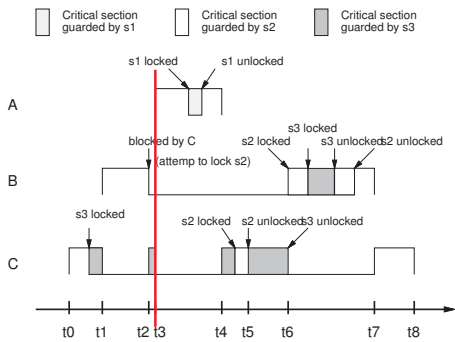 Critical section
guarded by s1
Critical section
guarded by s2
Critical section
guarded by s3
s1 locked
s1 unlocked
A
blocked by C
(attemp to lock s2)
s2 locked
s3 locked
s3 unlocked
s2 unlocked
B
s3 locked
s2 locked
s2 unlocked
s3 unlocked
C
t0 t1 t2 t3 t4 t5 t6 t7 t8